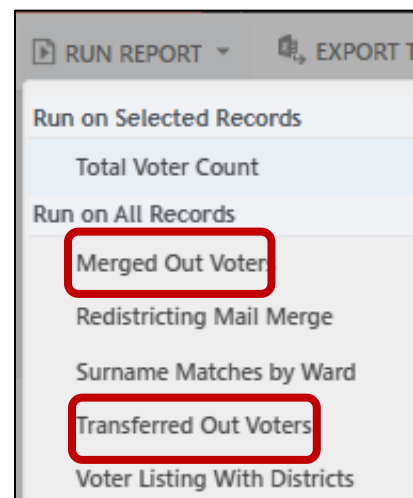 RUN REPORT EXPORT T
Run on Selected Records
Total Voter Count
Run on All Records
Merged Out Voters
Redistricting Mail Merge
Surname Matches by Ward
Transferred Out Voters
Voter Listing With Districts